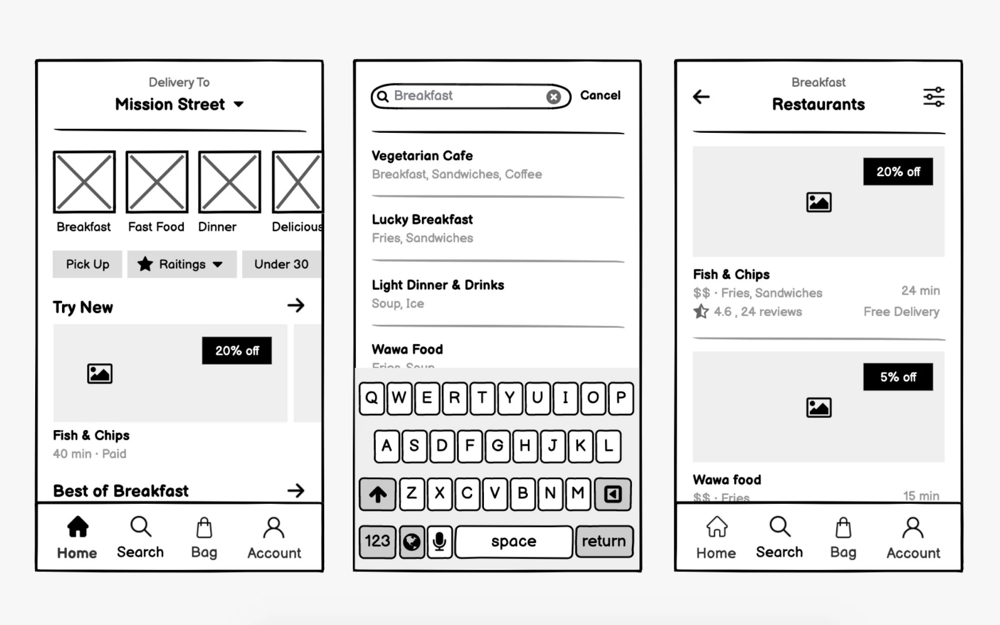 Delivery To
Mission Street
Breakfast
Fast Food
Dinner
Delicious
Pick Up
Raitings
Under 30
Try New
20% off
Fish & Chips
40 min · Paid
Best of Breakfast
Home
Search
Bag
Account
Breakfast
Cancel
Vegetarian Cafe
Breakfast, Sandwiches, Coffee
Lucky Breakfast
Fries, Sandwiches
Light Dinner & Drinks
Soup, Ice
Wawa Food
Fries, Soup
Q W E R T Y U I O P
A S D F G H J K L
Z X C V B N M
123 space return
Breakfast
Restaurants
20% off
Fish & Chips
$$ · Fries, Sandwiches
24 min
4.6 , 24 reviews
Free Delivery
5% off
Wawa food
$$ · Fries
15 min
Home
Search
Bag
Account